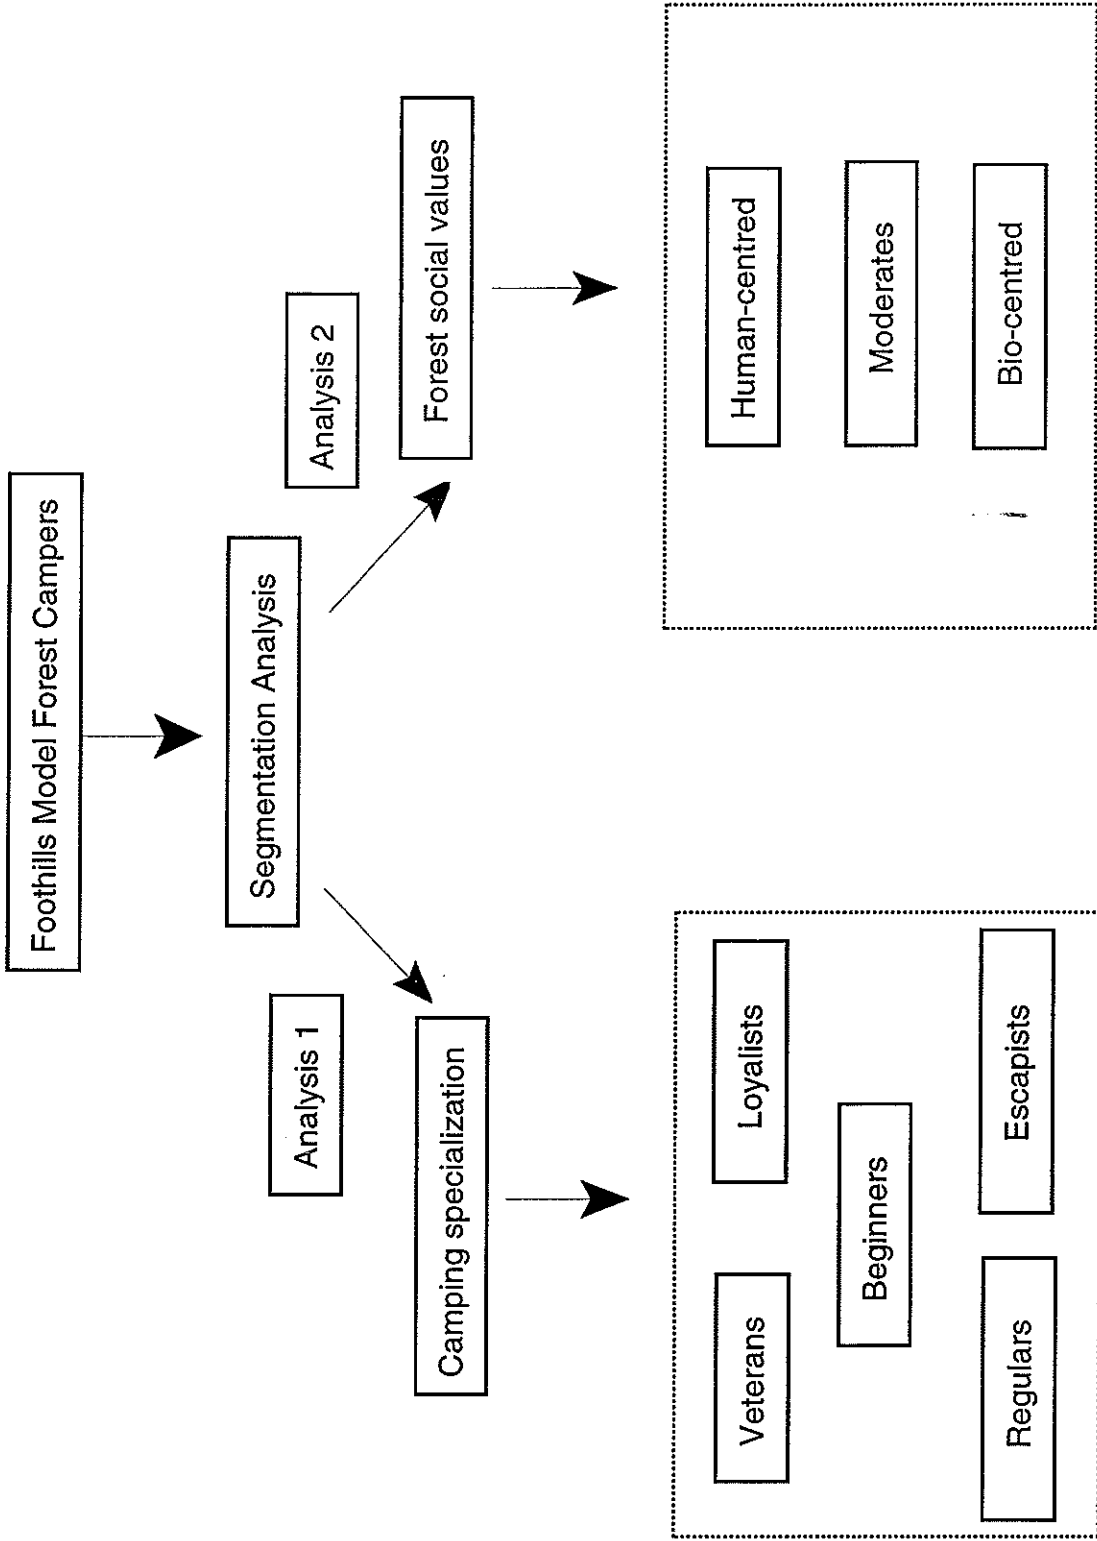 Foothills Model Forest Campers
Segmentation Analysis
Analysis 1
Analysis 2
Camping specialization
Forest social values
Veterans
Loyalists
Beginners
Regulars
Escapists
Human-centred
Moderates
Bio-centred